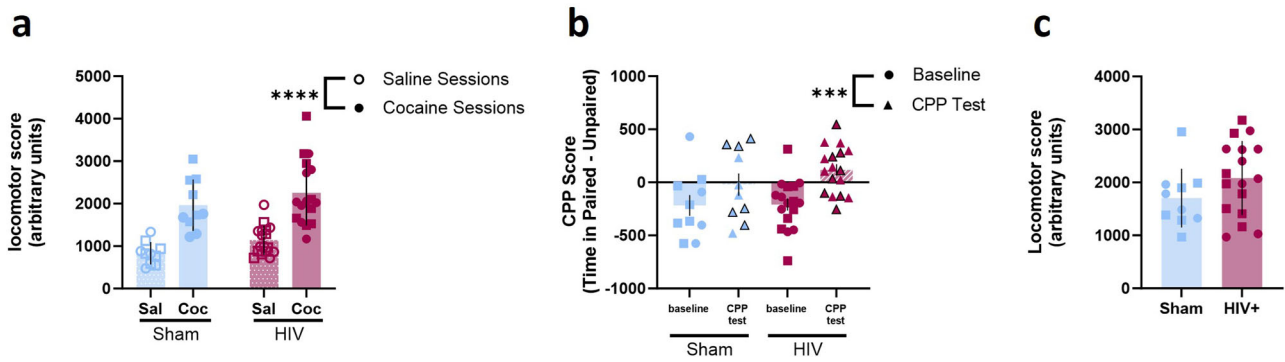 a
locomotor score
(arbitrary units)
5000
4000
3000
2000
1000
0
****
Saline Sessions
Cocaine Sessions
Sal
Coc
Sal
Coc
Sham
HIV
b
CPP Score
(Time in Paired - Unpaired)
1000
500
0
-500
-1000
***
Baseline
CPP Test
baseline
CPP
test
baseline
CPP
test
Sham
HIV
c
Locomotor score
(arbitrary units)
4000
3000
2000
1000
0
Sham
HIV+